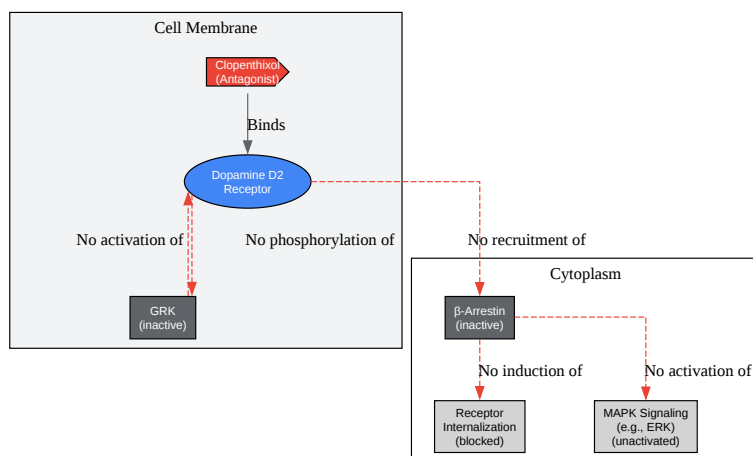 Cell Membrane
Clopenthixol
(Antagonist)
Binds
Dopamine D2
Receptor
No activation of
No phosphorylation of
No recruitment of
Cytoplasm
GRK
(inactive)
β-Arrestin
(inactive)
No induction of
No activation of
Receptor
Internalization
(blocked)
MAPK Signaling
(e.g., ERK)
(unactivated)